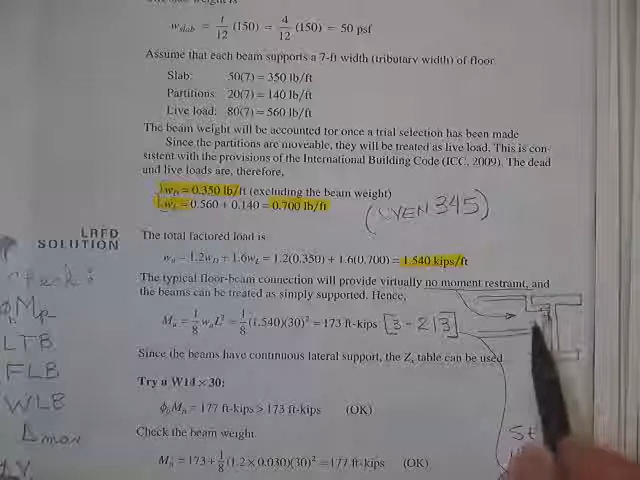 w_slab = t/12 (150) = 4/12 (150) = 50 psf
Assume that each beam supports a 7-ft width (tributary width) of floor
Slab: 50(7) = 350 lb/ft
Partitions: 20(7) = 140 lb/ft
Live load: 80(7) = 560 lb/ft
The beam weight will be accounted for once a trial selection has been made
Since the partitions are moveable, they will be treated as live load. This is con-
sistent with the provisions of the International Building Code (ICC, 2009). The dead
and live loads are, therefore,
w_D = 0.350 lb/ft (excluding the beam weight)
w_L = 0.560 + 0.140 = 0.700 lb/ft
(CVEN 345)
LRFD
SOLUTION
The total factored load is
w_u = 1.2w_D + 1.6w_L = 1.2(0.350) + 1.6(0.700) = 1.540 kips/ft
The typical floor-beam connection will provide virtually no moment restraint, and
the beams can be treated as simply supported. Hence,
M_u = 1/8 w_u L² = 1/8 (1.540)(30)² = 173 ft-kips [3-213]
Since the beams have continuous lateral support, the Z_x table can be used
Try a W14 × 30:
ϕ_b M_n = 177 ft-kips > 173 ft-kips (OK)
Check the beam weight.
M_u = 173 + 1/8 (1.2 × 0.030)(30)² = 177 ft-kips (OK)
ϕ_b Mp
LTB
FLB
WLB
Δmax
St